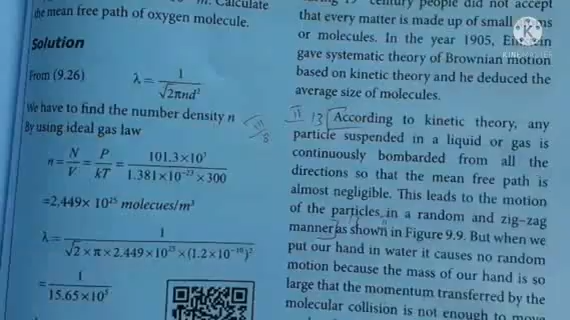 m. Calculate
the mean free path of oxygen molecule.
Solution
From (9.26) λ = 1/√2πnd²
We have to find the number density n
By using ideal gas law
n = N/V = P/kT = 101.3×10³/1.381×10⁻²³×300
=2,449× 10²⁵ molecues/m³
λ = 1/√2 × π × 2.449×10²⁵ ×(1.2×10⁻¹⁰)²
= 1/15.65×10⁵
century people did not accept
that every matter is made up of small
or molecules. In the year 1905,
gave systematic theory of Brownian motion
based on kinetic theory and he deduced the
average size of molecules.
13 According to kinetic theory, any
particle suspended in a liquid or gas is
continuously bombarded from all the
directions so that the mean free path is
almost negligible. This leads to the motion
of the particles in a random and zig–zag
manner as shown in Figure 9.9. But when we
put our hand in water it causes no random
motion because the mass of our hand is so
large that the momentum transferred by the
molecular collision is not enough to move